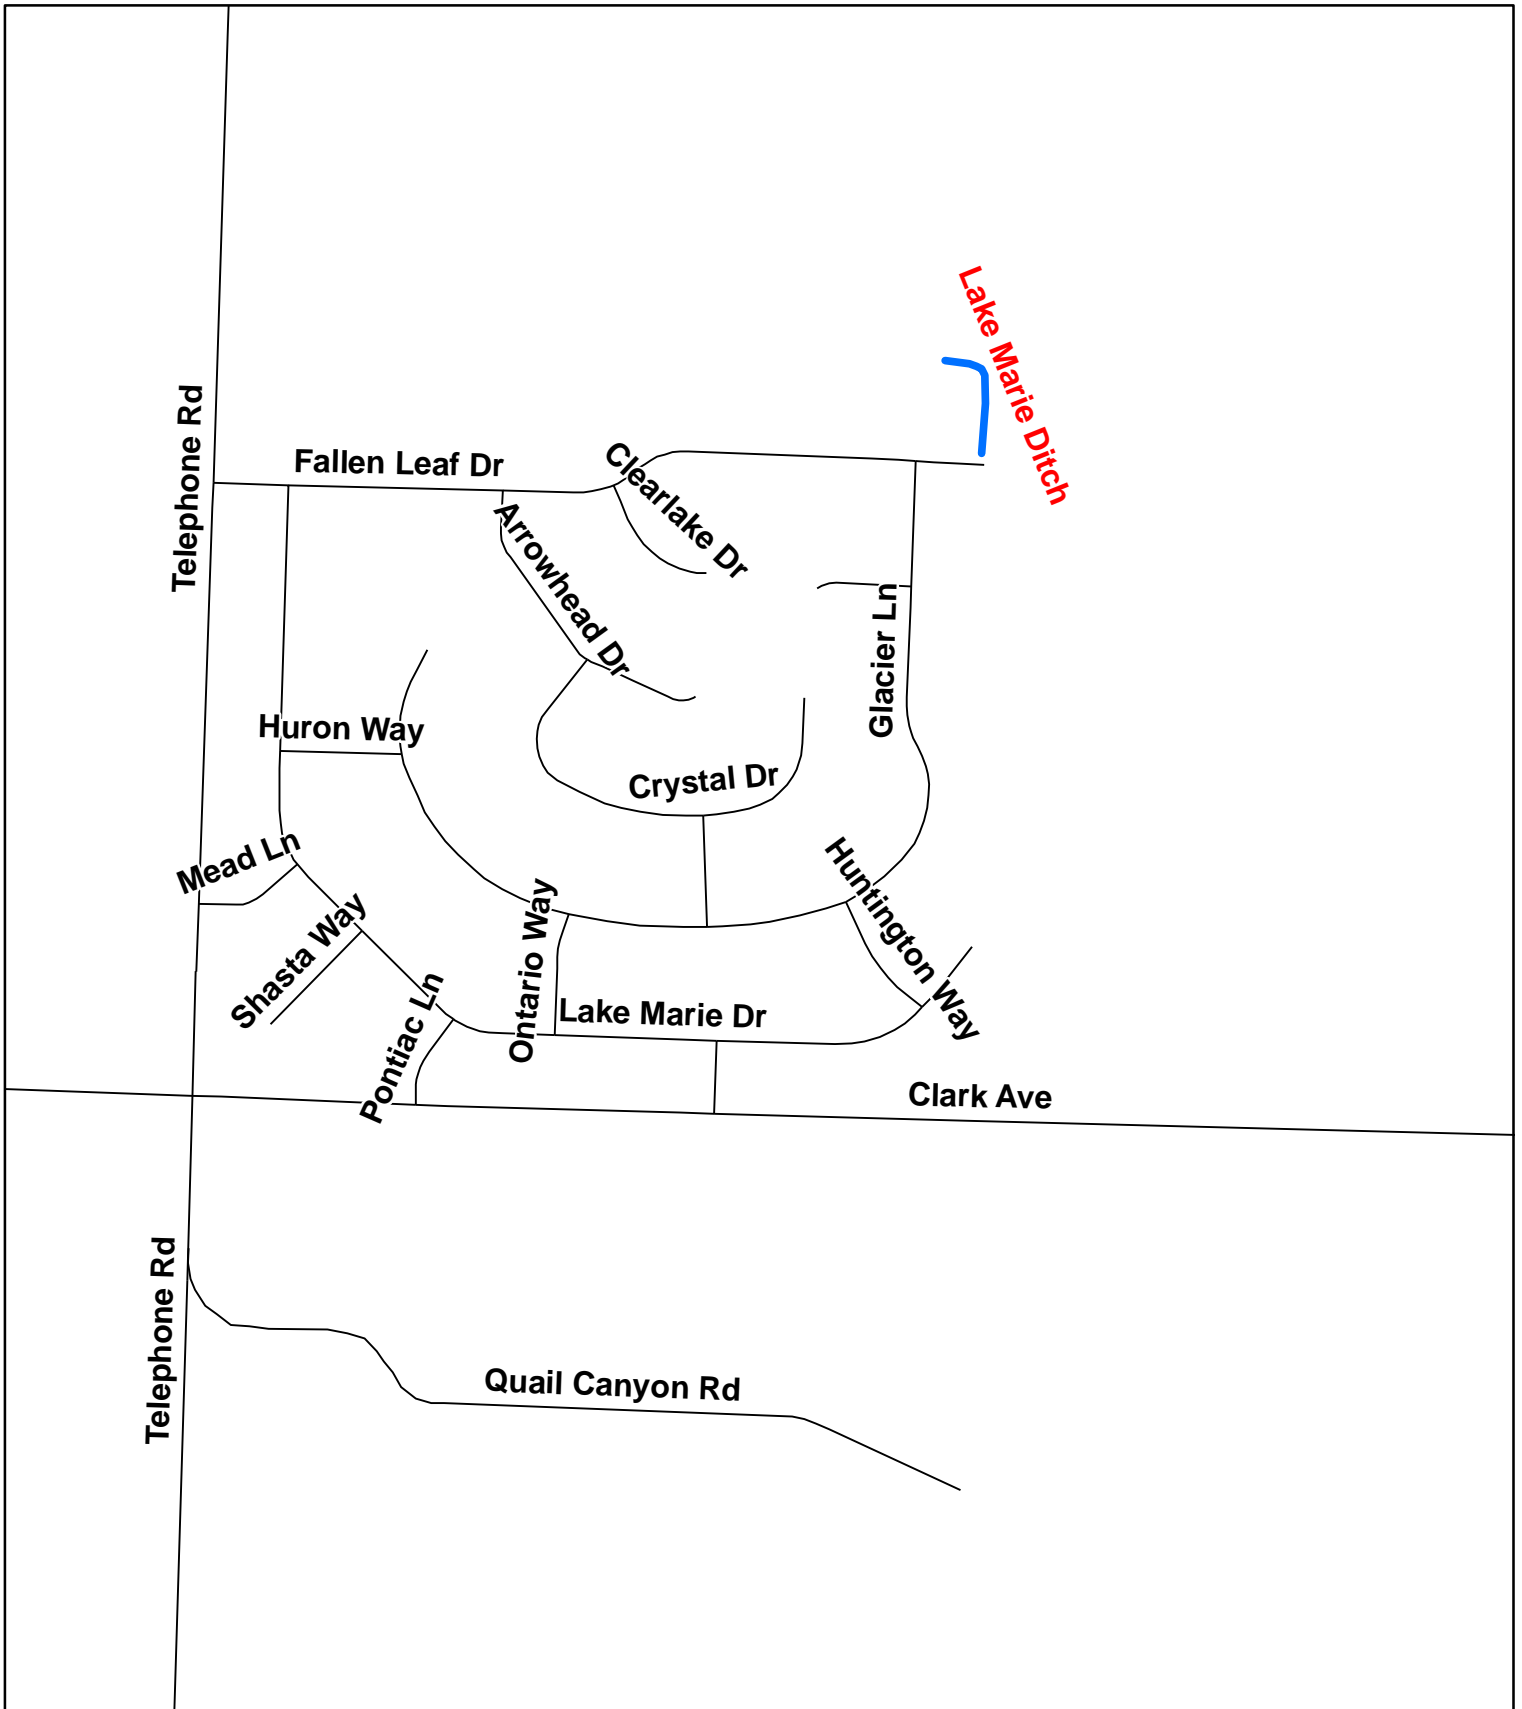 Lake Marie Ditch
Telephone Rd
Fallen Leaf Dr
Clearlake Dr
Arrowhead Dr
Glacier Ln
Huron Way
Crystal Dr
Mead Ln
Huntington Way
Shasta Way
Ontario Way
Pontiac Ln
Lake Marie Dr
Clark Ave
Telephone Rd
Quail Canyon Rd